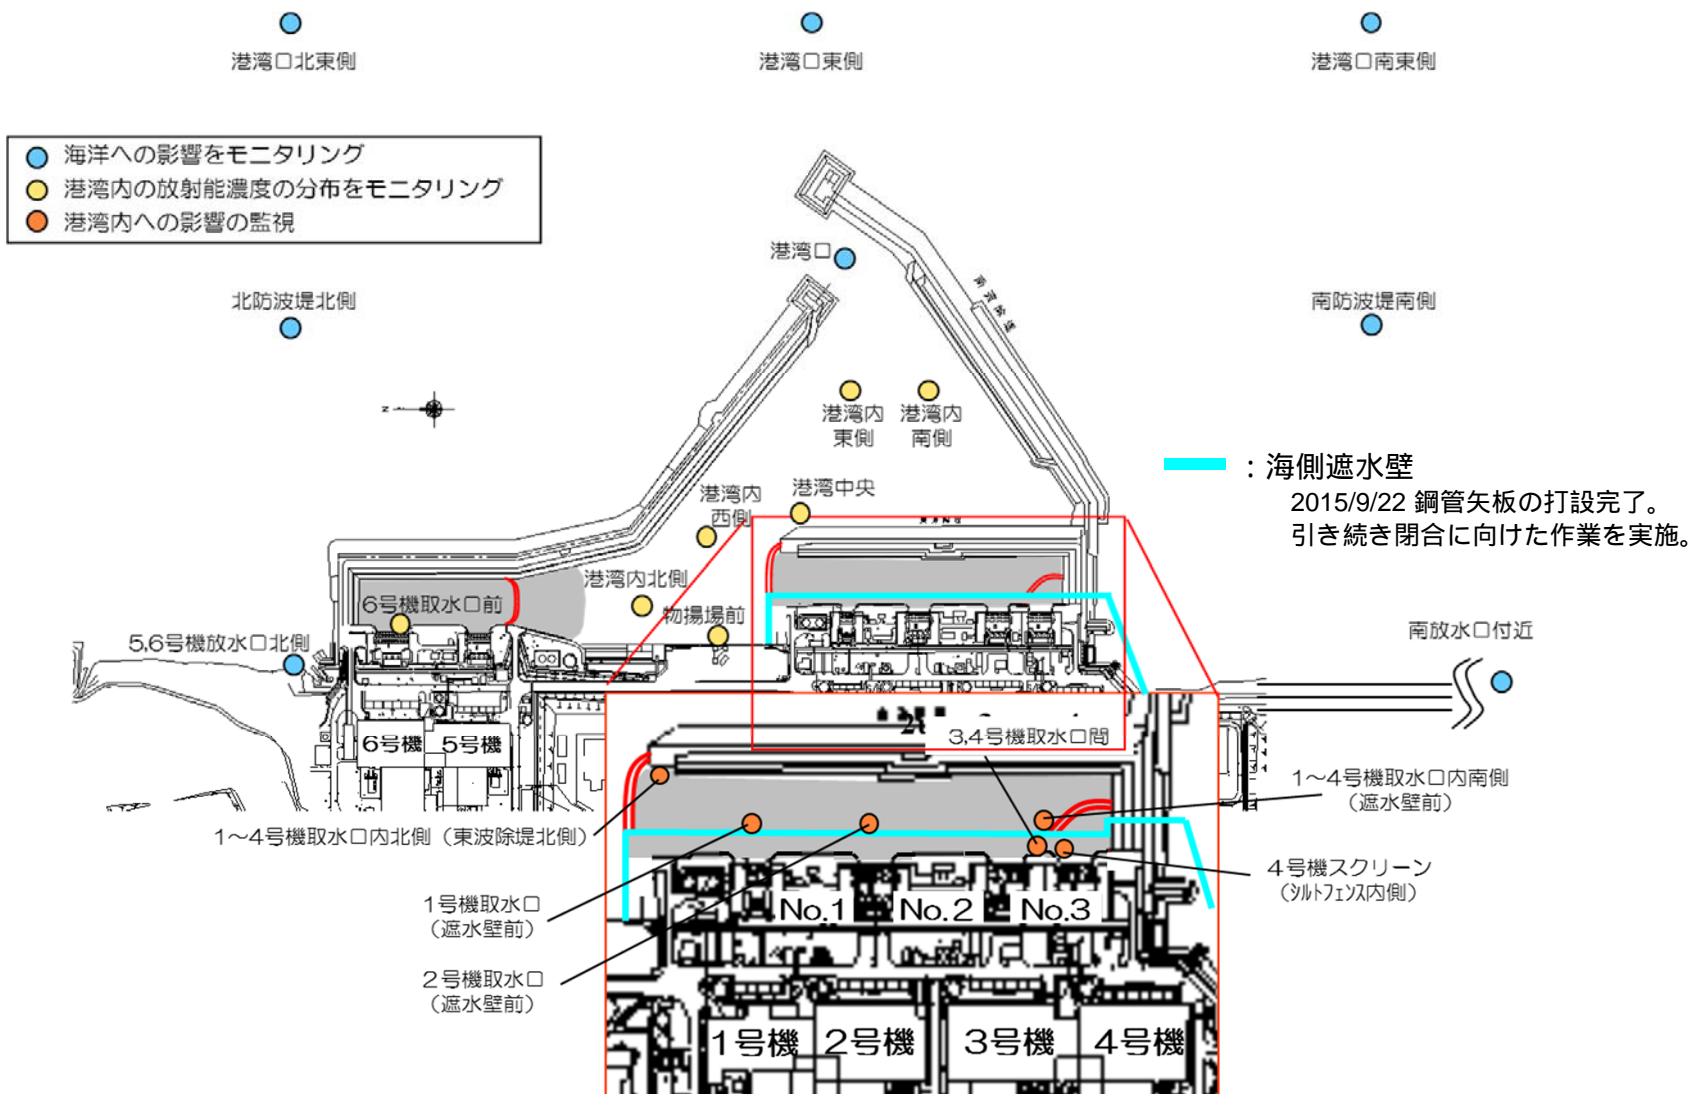 港湾口北東側
港湾口東側
港湾口南東側
海洋への影響をモニタリング
港湾内の放射能濃度の分布をモニタリング
港湾内への影響の監視
港湾口
北防波堤北側
南防波堤南側
N
港湾内
東側
港湾内
南側
：海側遮水壁
2015/9/22 鋼管矢板の打設完了。
引き続き閉合に向けた作業を実施。
港湾内
西側
港湾中央
港湾内北側
6号機取水口前
物揚場前
5,6号機放水口北側
南放水口付近
6号機
5号機
3,4号機取水口間
1～4号機取水口内南側
（遮水壁前）
1～4号機取水口内北側（東波除堤北側）
4号機スクリーン
（シルトフェンス内側）
1号機取水口
（遮水壁前）
No.1
No.2
No.3
2号機取水口
（遮水壁前）
1号機
2号機
3号機
4号機